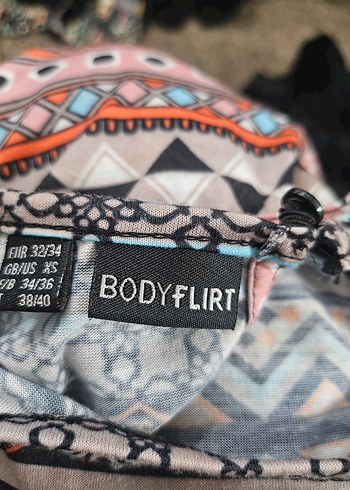 EUR 32/34
GB/US XS
F/B 34/36
T 38/40
BODYFLIRT